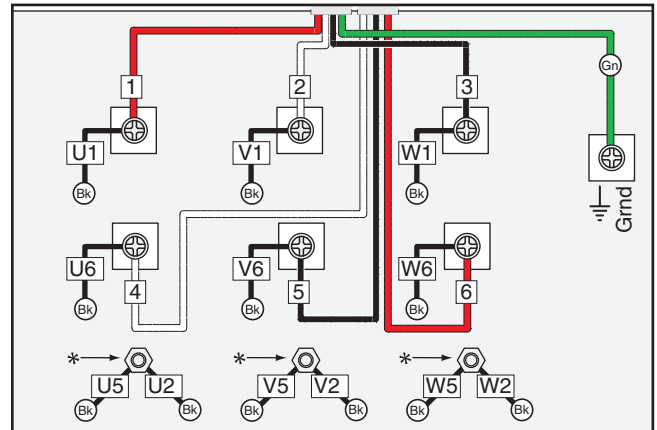 Gn
1 2 3
U1 V1 W1
Bk Bk Bk
Grnd
U6 V6 W6
4 5 6
Bk Bk Bk
* * *
U5 U2 V5 V2 W5 W2
Bk Bk Bk Bk Bk Bk